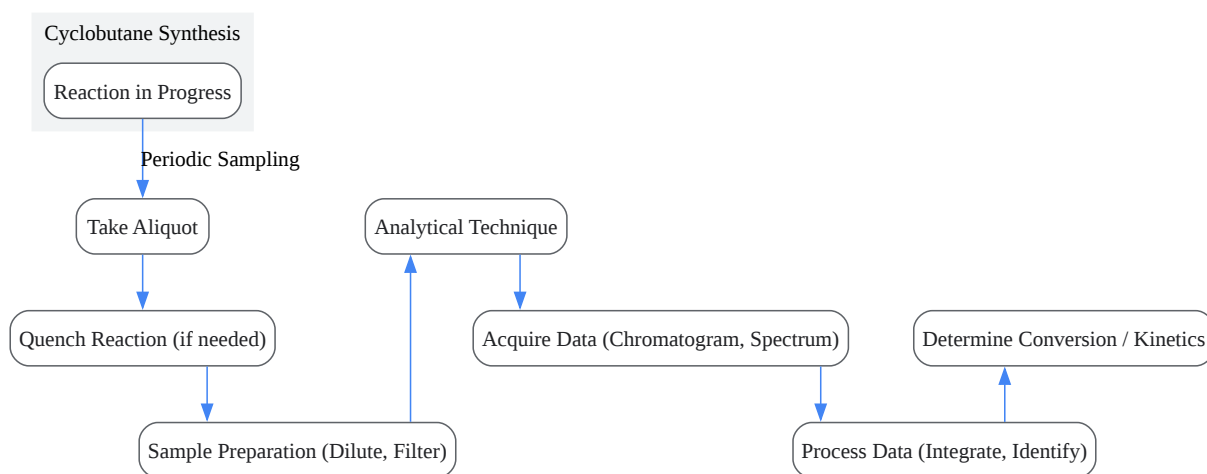 Cyclobutane Synthesis
Reaction in Progress
Periodic Sampling
Take Aliquot
Quench Reaction (if needed)
Sample Preparation (Dilute, Filter)
Analytical Technique
Acquire Data (Chromatogram, Spectrum)
Process Data (Integrate, Identify)
Determine Conversion / Kinetics